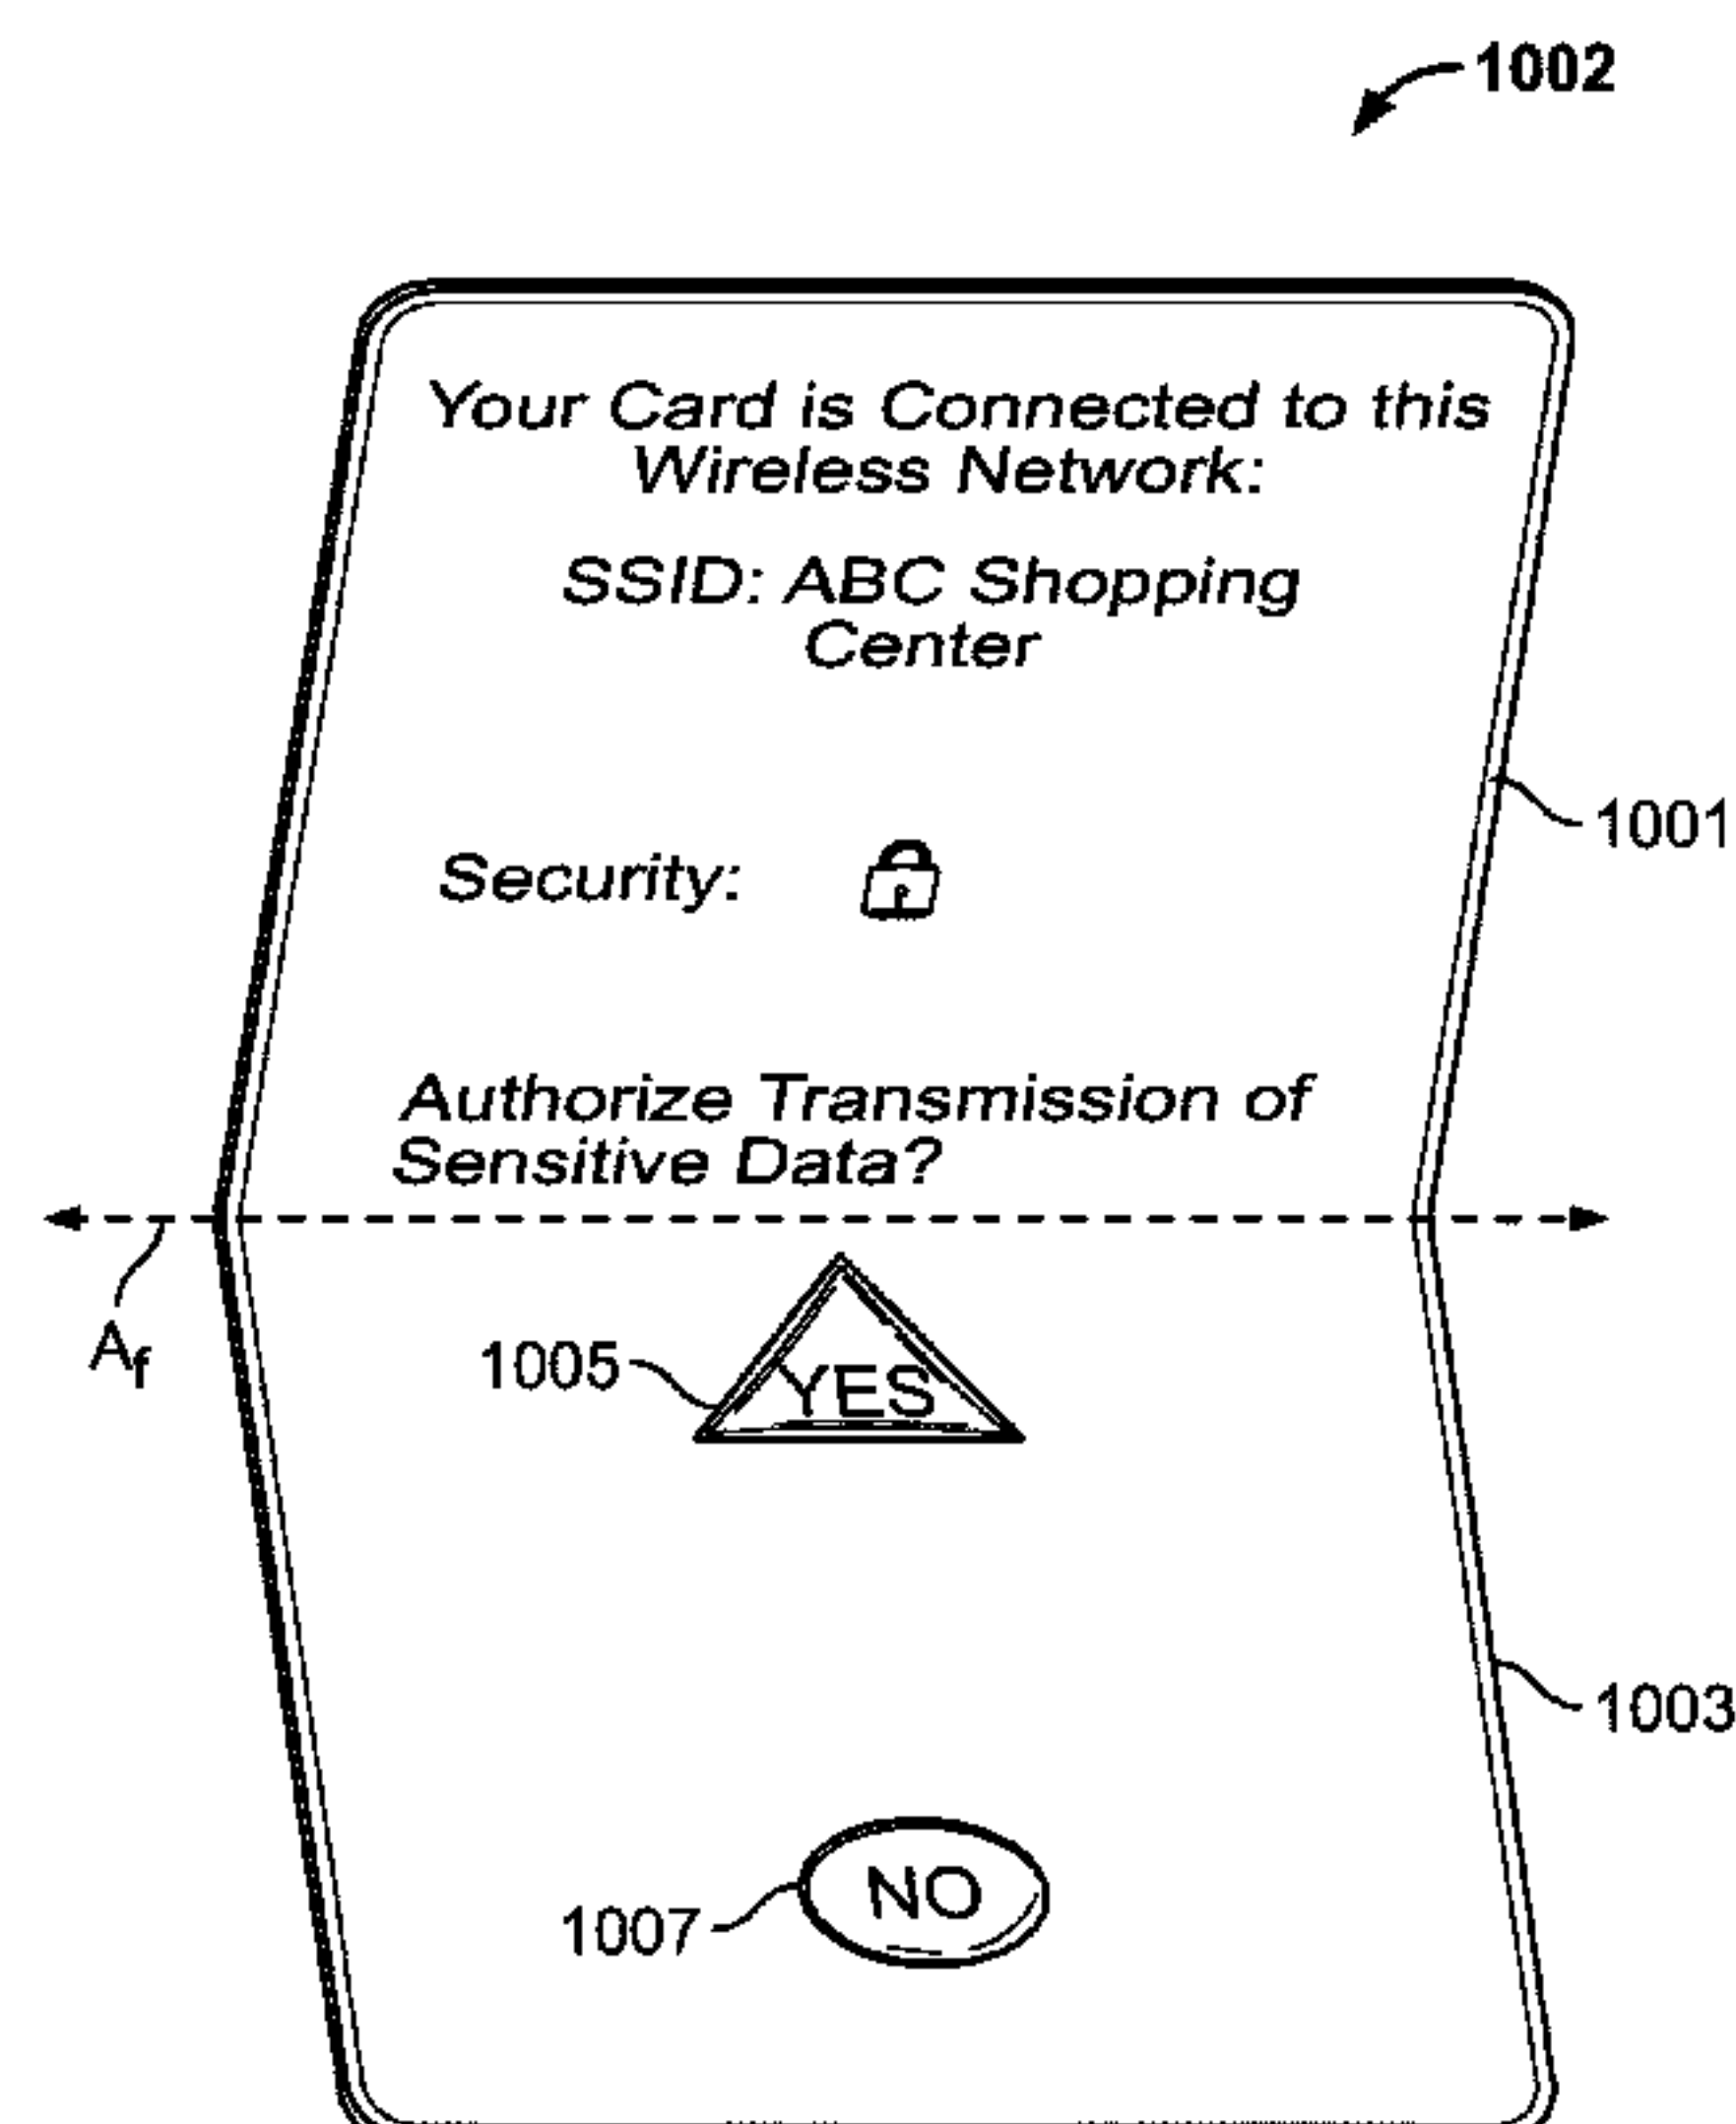 1002
Your Card is Connected to this
Wireless Network:
SSID: ABC Shopping
Center
1001
Security:
Authorize Transmission of
Sensitive Data?
Af
1005
YES
1003
NO
1007